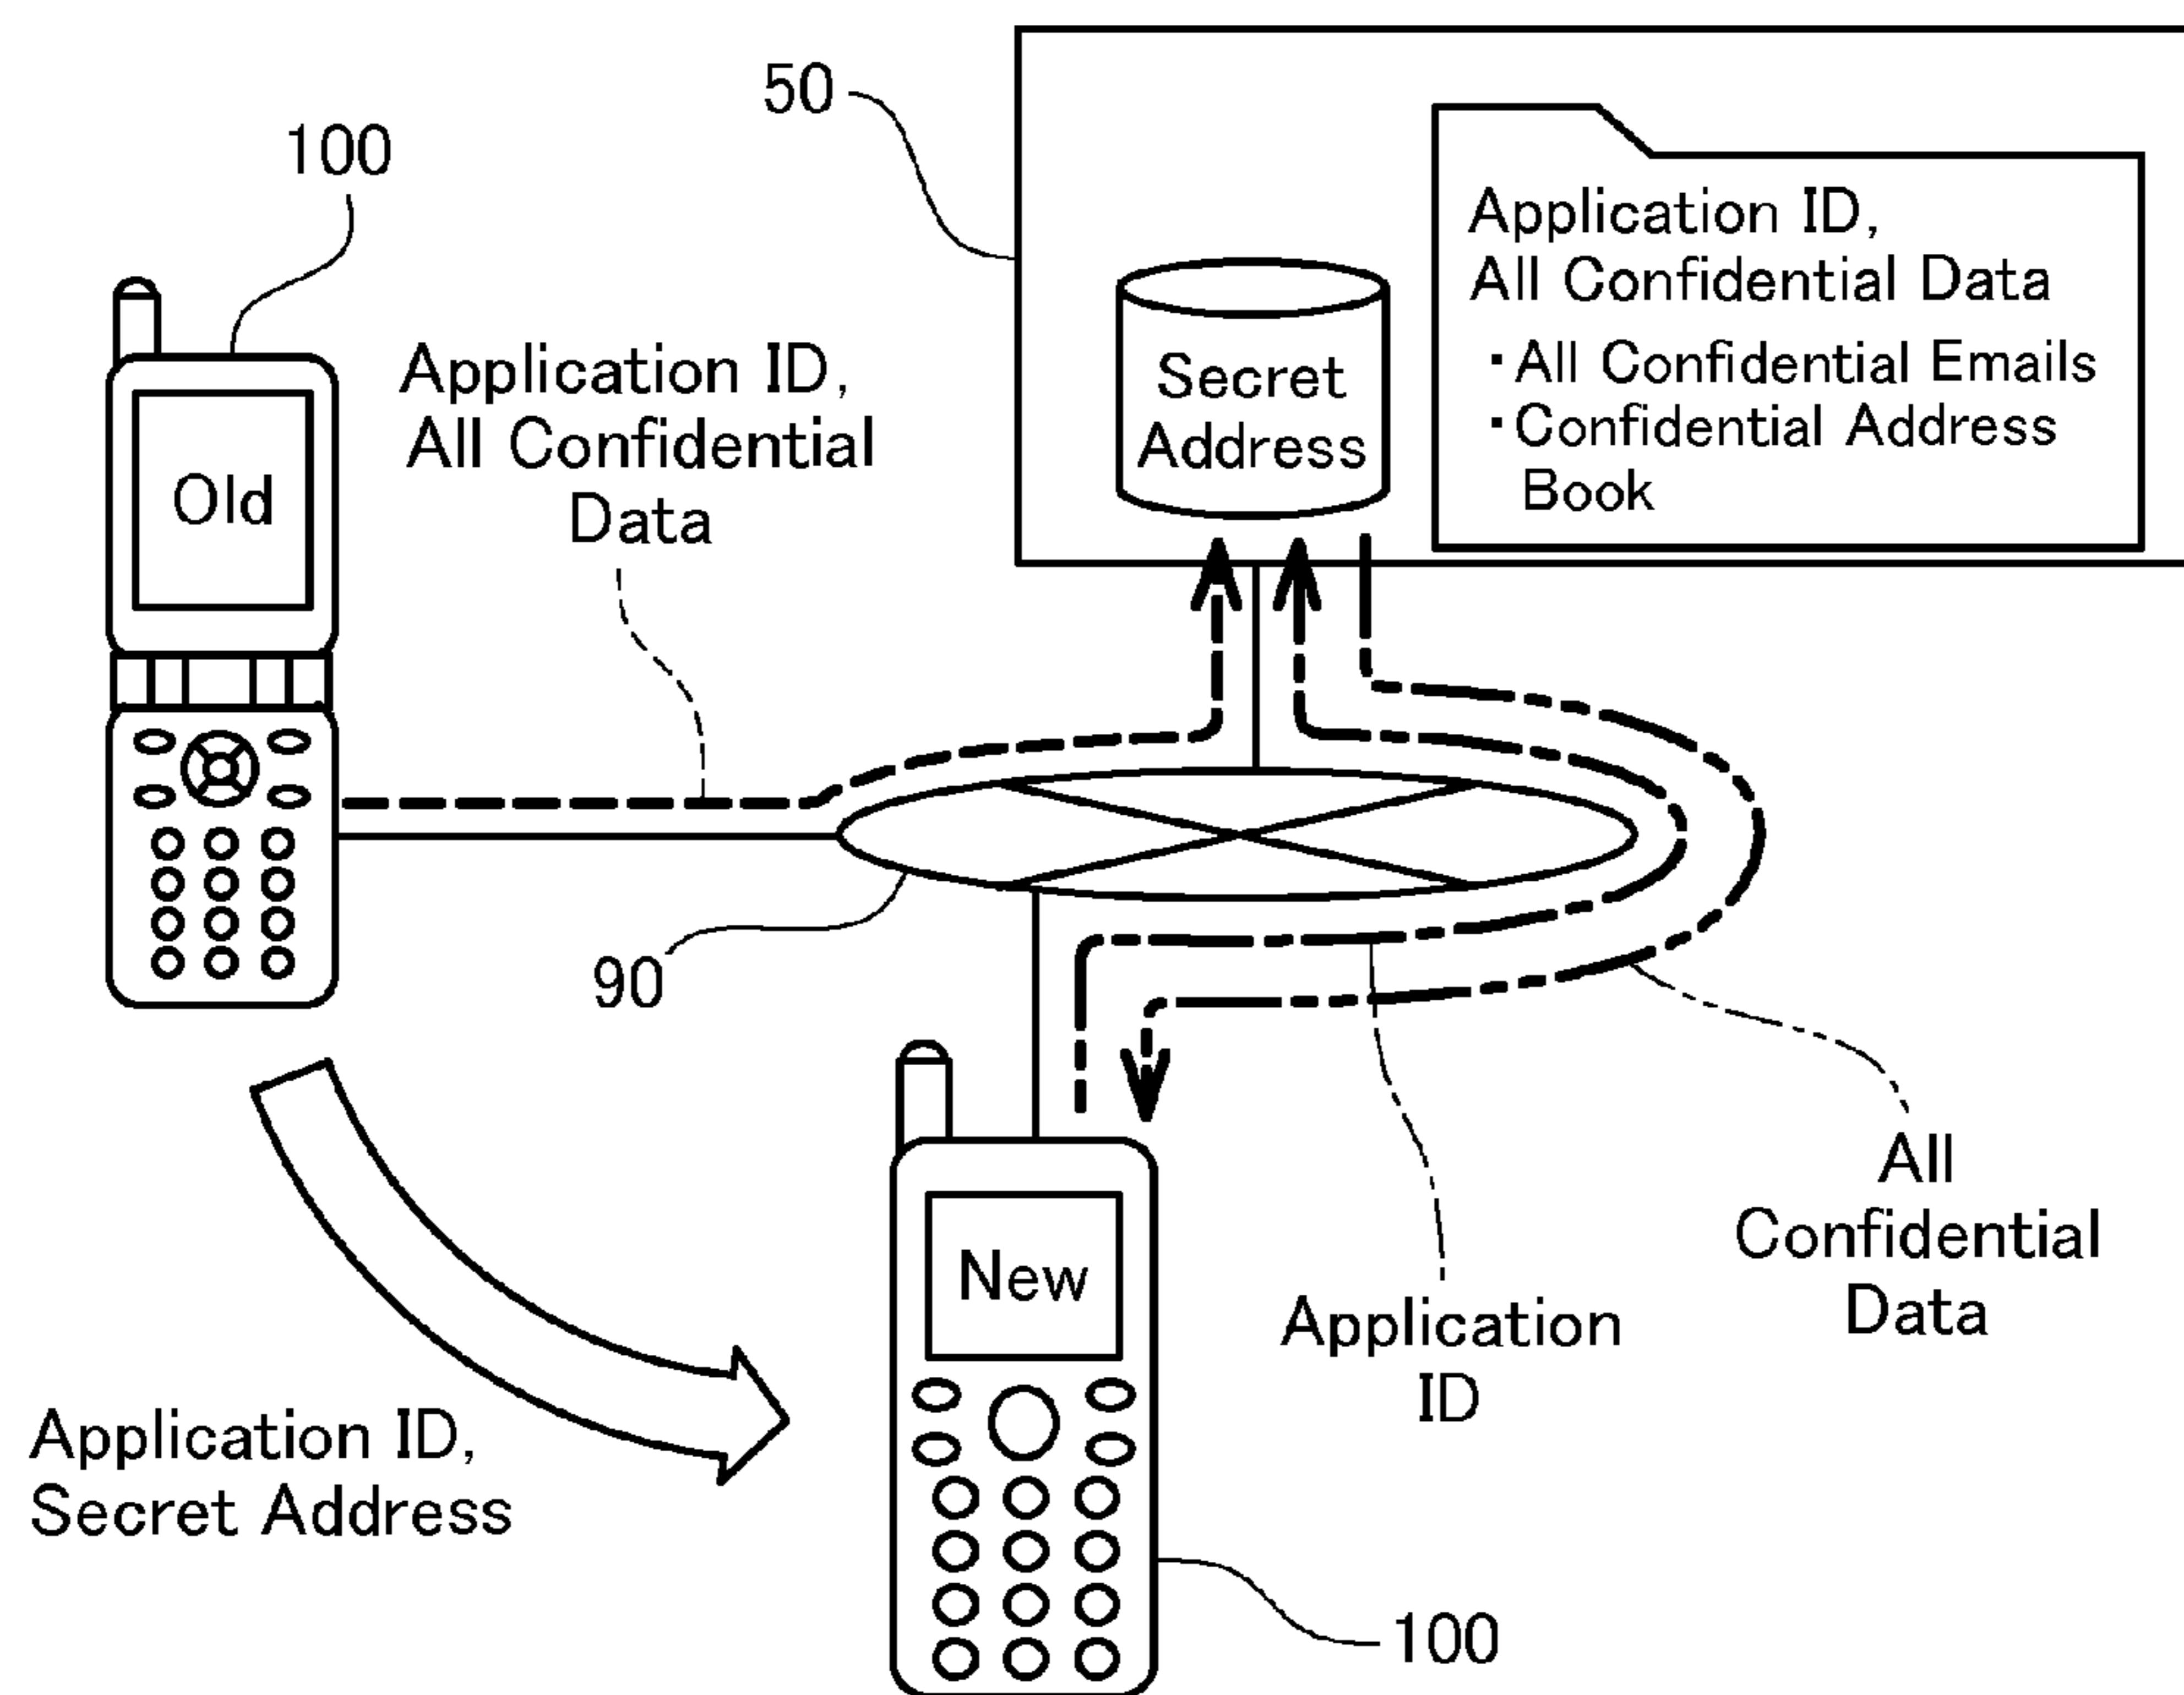 50
100
Application ID,
All Confidential Data
・All Confidential Emails
・Confidential Address
Book
Secret
Address
Application ID,
All Confidential
Data
Old
90
All
Confidential
Data
New
Application
ID
Application ID,
Secret Address
100